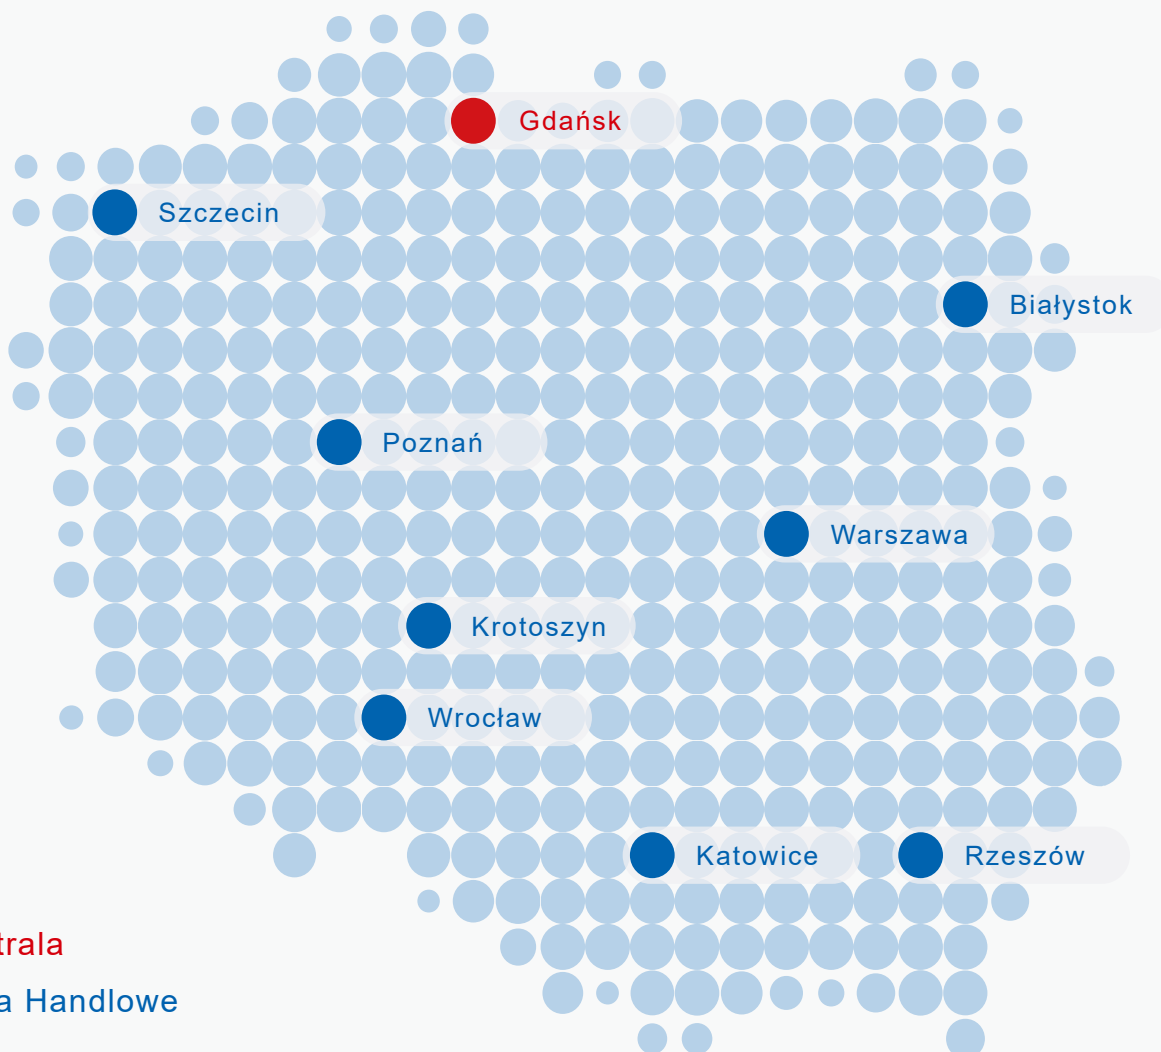 Gdańsk
Szczecin
Białystok
Poznań
Warszawa
Krotoszyn
Wrocław
Katowice
Rzeszów
trala
a Handlowe